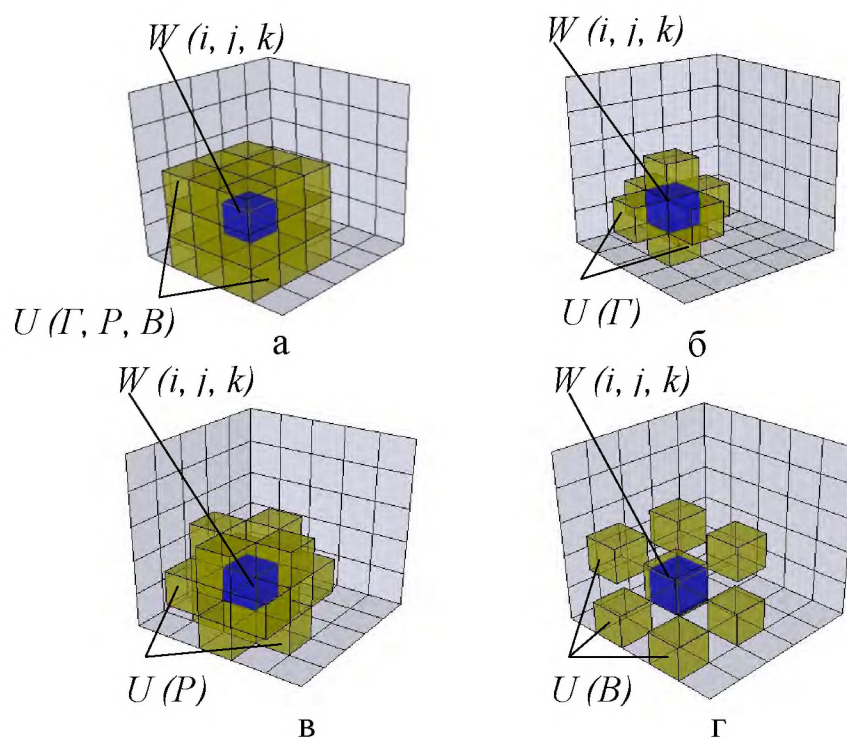 W (i, j, k)
W (i, j, k)
U (Г, Р, В)
а
U (Г)
б
W (i, j, k)
W (i, j, k)
U (Р)
в
U (В)
г